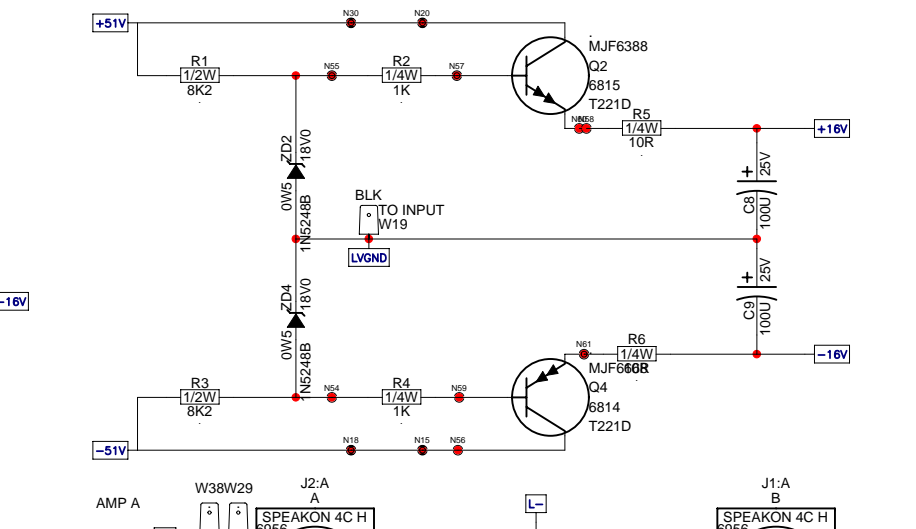 +51V
N30
N20
R1
1/2W
8K2
N55
R2
1/4W
1K
N57
MJF6388
Q2
6815
T221D
N58
R5
1/4W
10R
+16V
ZD2
18V0
0W5
1N5248B
BLK
TO INPUT
W19
LVGND
+
25V
C8
100U
-16V
ZD4
18V0
0W5
1N5248B
+
25V
C9
100U
R3
1/2W
8K2
N54
R4
1/4W
1K
N59
N61
R6
1/4W
Q4
6814
T221D
-16V
-51V
N18
N15
N56
AMP A
W38W29
J2:A
A
SPEAKON 4C H
L-
J1:A
B
SPEAKON 4C H